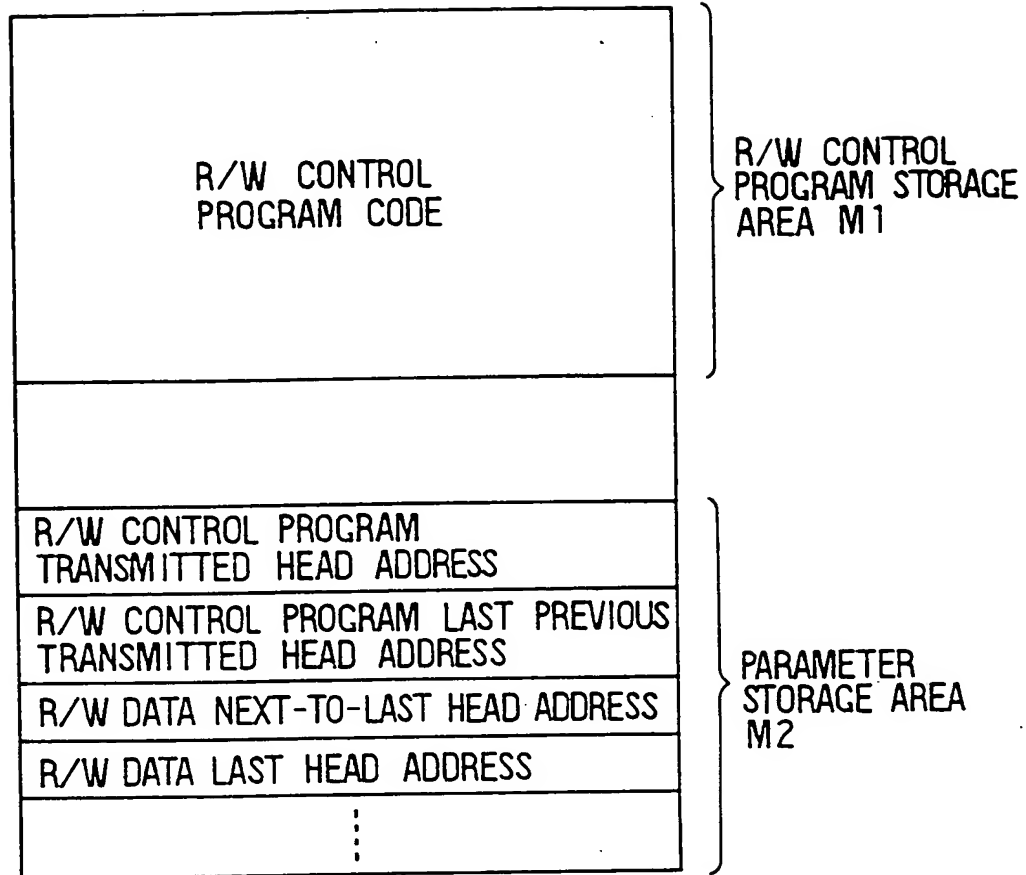 R/W CONTROL
PROGRAM CODE
R/W CONTROL
PROGRAM STORAGE
AREA M1
R/W CONTROL PROGRAM
TRANSMITTED HEAD ADDRESS
R/W CONTROL PROGRAM LAST PREVIOUS
TRANSMITTED HEAD ADDRESS
R/W DATA NEXT-TO-LAST HEAD ADDRESS
R/W DATA LAST HEAD ADDRESS
PARAMETER
STORAGE AREA
M2